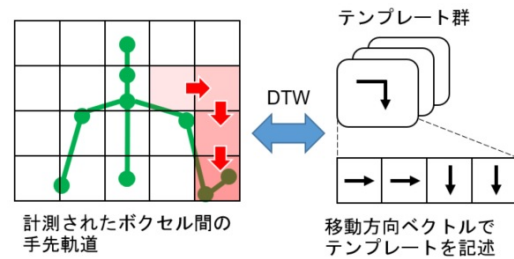 テンプレート群
DTW
計測されたボクセル間の
手先軌道
移動方向ベクトルで
テンプレートを記述